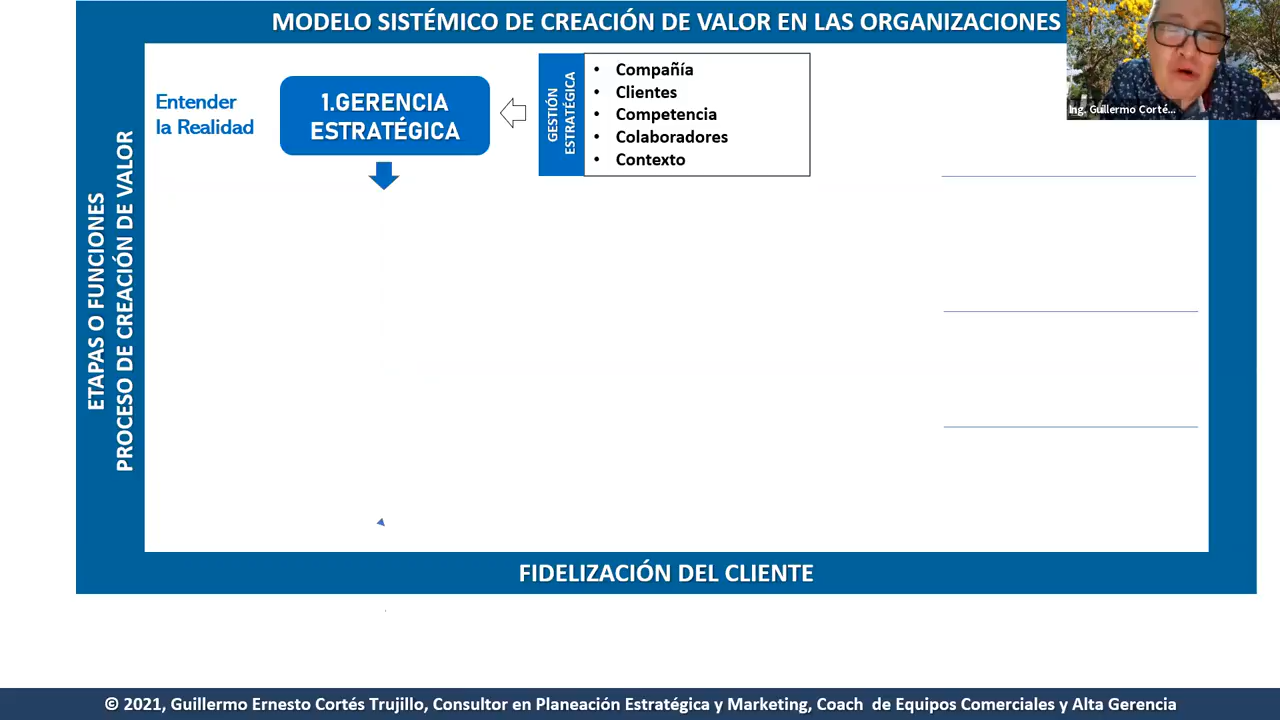 MODELO SISTÉMICO DE CREACIÓN DE VALOR EN LAS ORGANIZACIONES
Ing. Guillermo Corté...
Entender
la Realidad
1.GERENCIA
ESTRATÉGICA
GESTIÓN
ESTRATÉGICA
• Compañía
• Clientes
• Competencia
• Colaboradores
• Contexto
ETAPAS O FUNCIONES
PROCESO DE CREACIÓN DE VALOR
FIDELIZACIÓN DEL CLIENTE
© 2021, Guillermo Ernesto Cortés Trujillo, Consultor en Planeación Estratégica y Marketing, Coach de Equipos Comerciales y Alta Gerencia